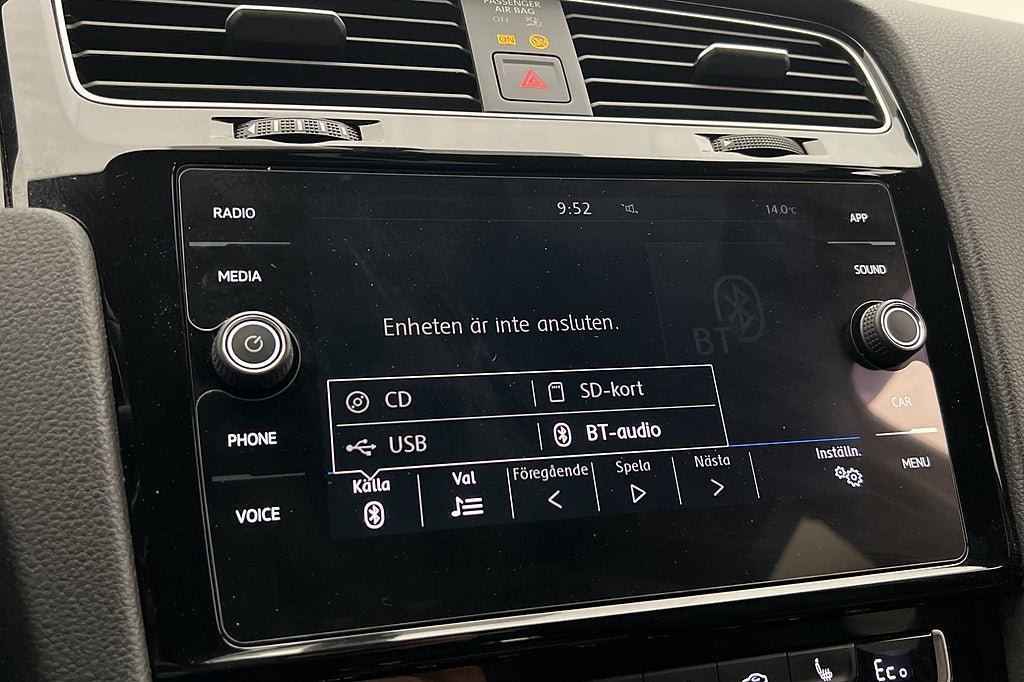 PASSENGER
AIR BAG
OFF
ON
9:52
14.0°C
RADIO
MEDIA
PHONE
VOICE
APP
SOUND
CAR
MENU
Enheten är inte ansluten.
BT
CD
SD-kort
USB
BT-audio
Källa
Val
Föregående
Spela
Nästa
Inställn.
Eco